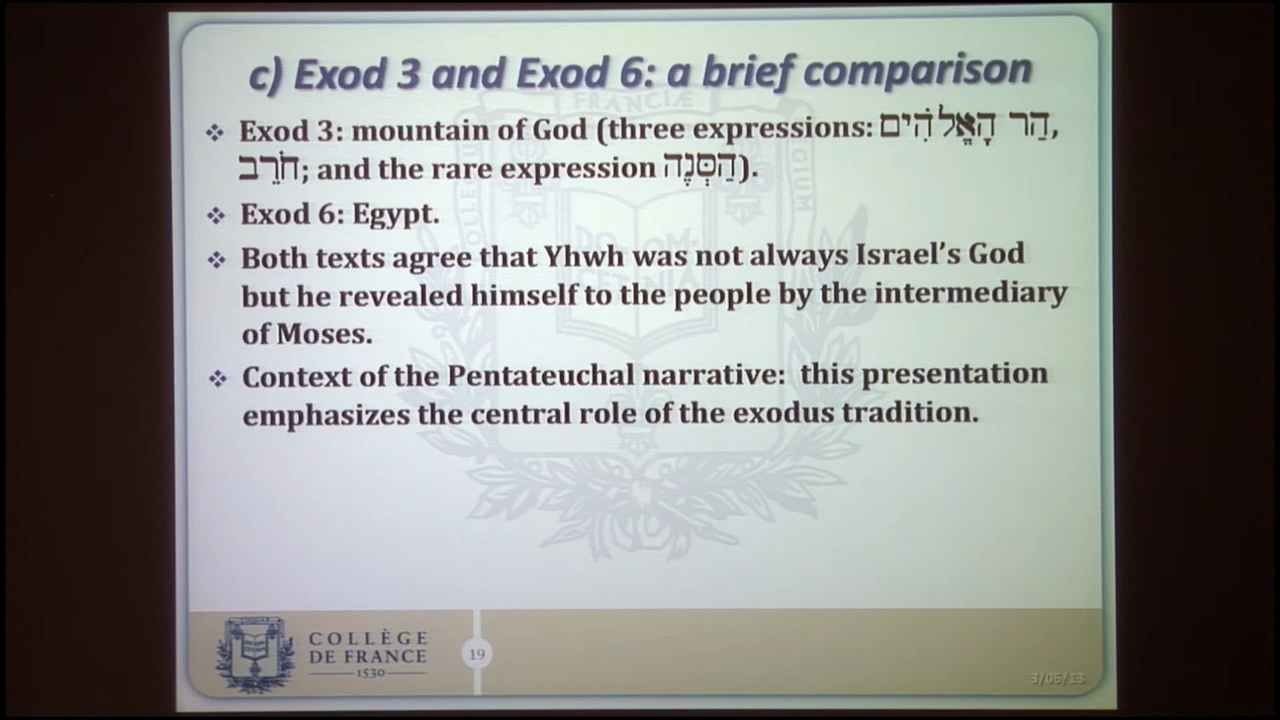 c) Exod 3 and Exod 6: a brief comparison
❖ Exod 3: mountain of God (three expressions: הַר הָאֱלֹהִ֗ים,
חֹרֵב; and the rare expression הַסְּנֶה).
❖ Exod 6: Egypt.
❖ Both texts agree that Yhwh was not always Israel’s God
but he revealed himself to the people by the intermediary
of Moses.
❖ Context of the Pentateuchal narrative: this presentation
emphasizes the central role of the exodus tradition.
COLLÈGE
DE FRANCE
1530
19
3/05/13